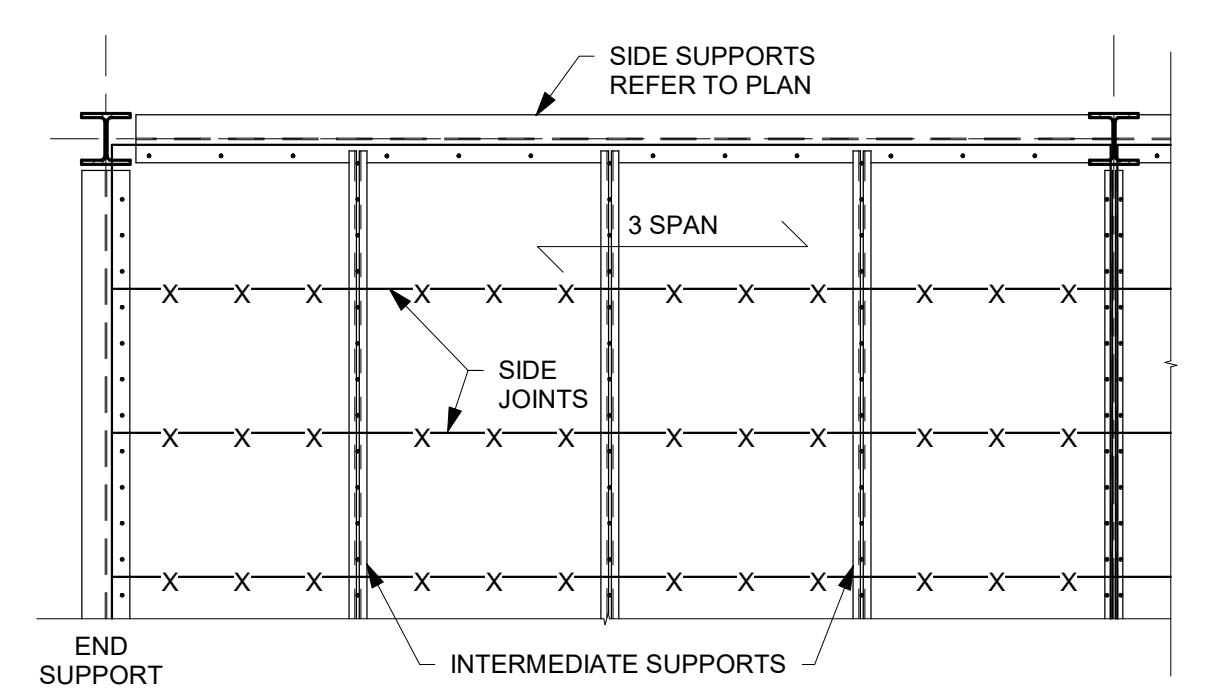 SIDE SUPPORTS
REFER TO PLAN
3 SPAN
X X X X X X X X X X X X
SIDE
JOINTS
X X X X X X X X X X X X
X X X X X X X X X X X X
END
SUPPORT
INTERMEDIATE SUPPORTS